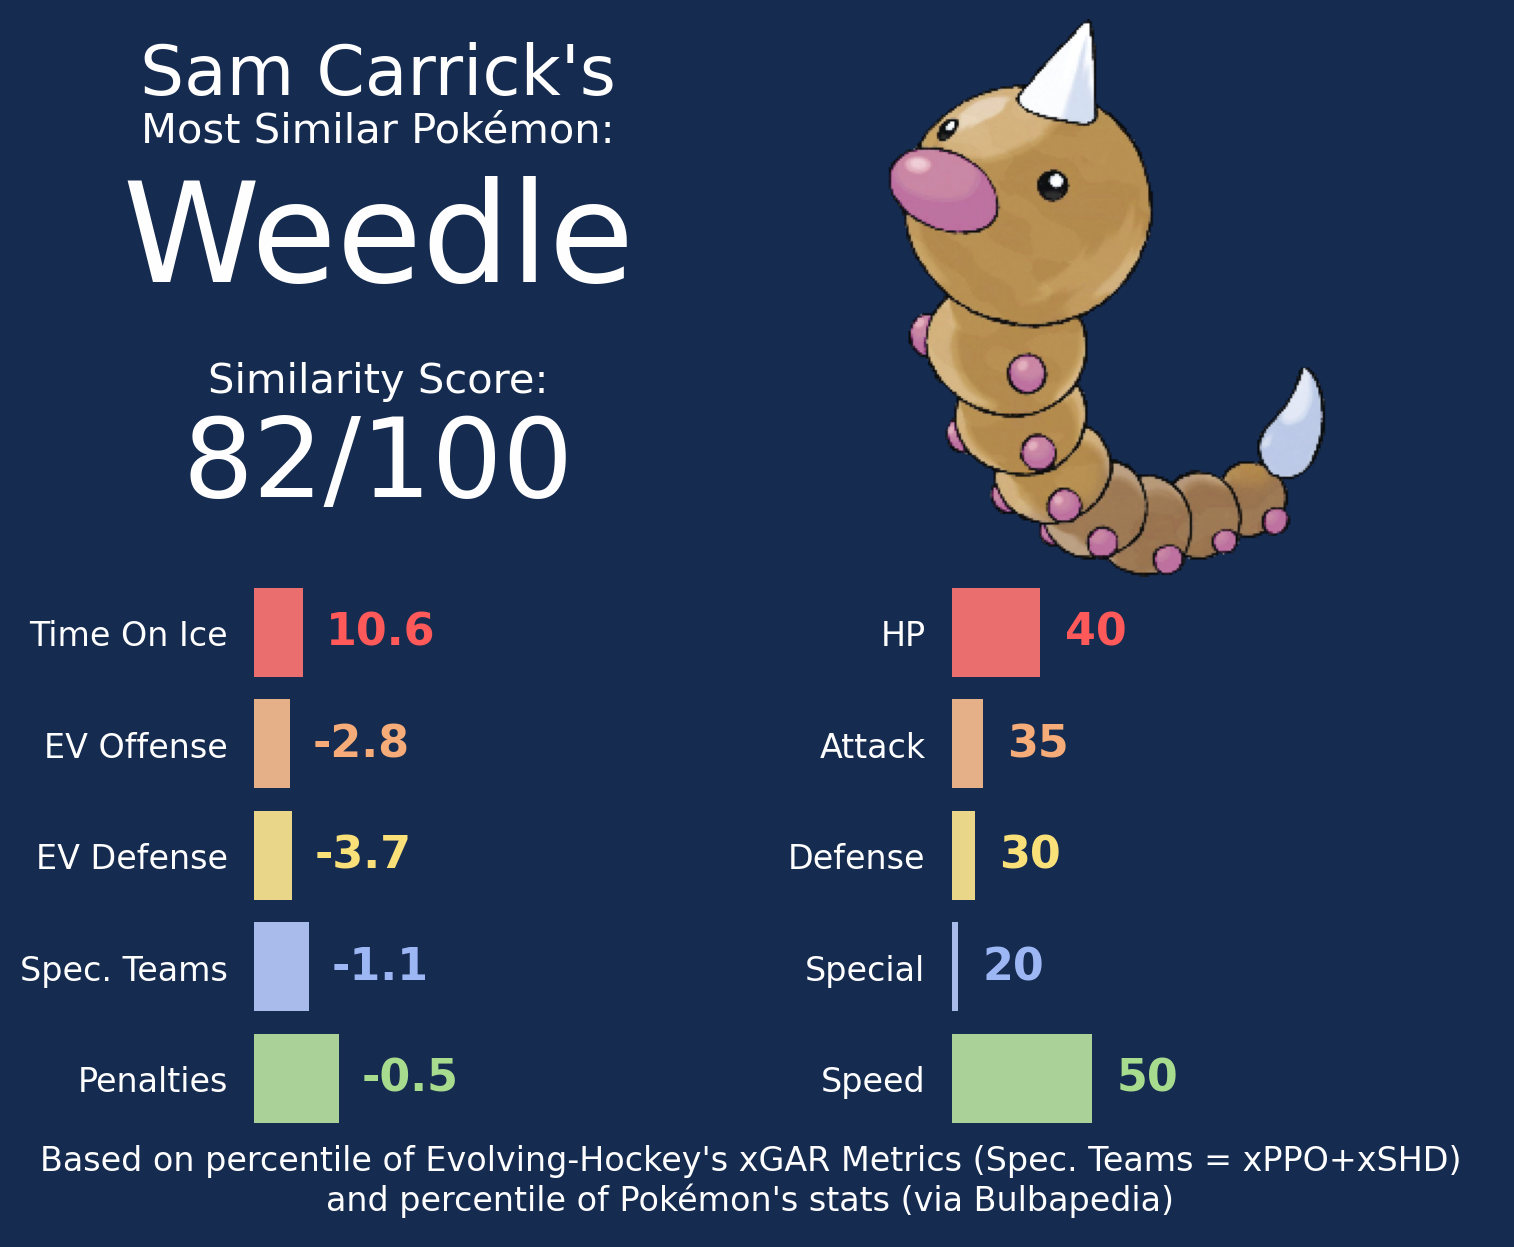 Sam Carrick's
Most Similar Pokémon:
Weedle
Similarity Score:
82/100
Time On Ice 10.6
EV Offense -2.8
EV Defense -3.7
Spec. Teams -1.1
Penalties -0.5
HP 40
Attack 35
Defense 30
Special 20
Speed 50
Based on percentile of Evolving-Hockey's xGAR Metrics (Spec. Teams = xPPO+xSHD)
and percentile of Pokémon's stats (via Bulbapedia)